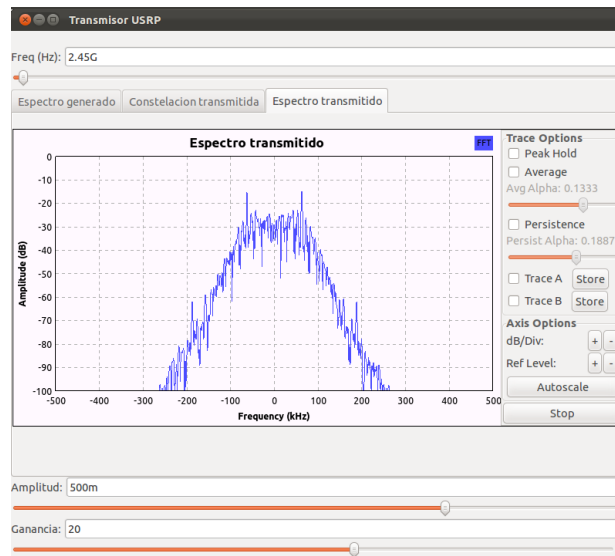 Transmisor USRP
Freq (Hz): 2.45G
Espectro generado Constelacion transmitida Espectro transmitido
Espectro transmitido
FFT
Trace Options
Peak Hold
Average
Avg Alpha: 0.1333
Persistence
Persist Alpha: 0.1887
Trace A Store
Trace B Store
Axis Options
dB/Div: + -
Ref Level: + -
Autoscale
Stop
Amplitude (dB)
0
-10
-20
-30
-40
-50
-60
-70
-80
-90
-100
-500 -400 -300 -200 -100 0 100 200 300 400 500
Frequency (kHz)
Amplitud: 500m
Ganancia: 20